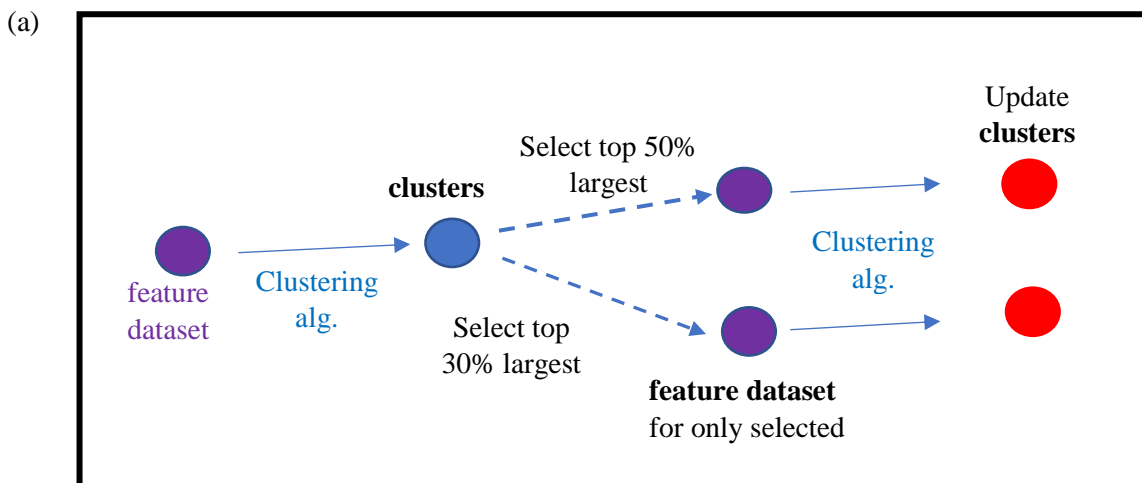 (a)
Update
clusters
Select top 50%
largest
clusters
feature
dataset
Clustering
alg.
Clustering
alg.
Select top
30% largest
feature dataset
for only selected